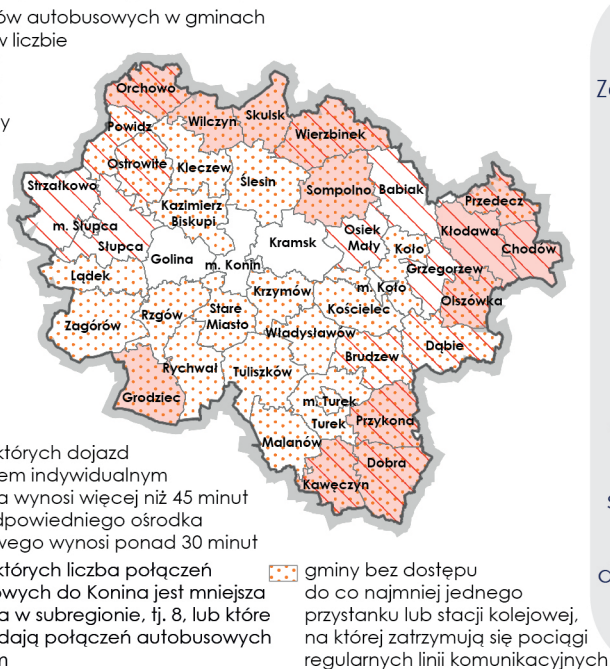 ów autobusowych w gminach
w liczbie
y
Orchowo
Wilczyn
Skulsk
Powidz
Wierzbinek
Ostrowite
Kleczew
Ślesin
Strzałkowo
Sompolno
Babiak
Przedecz
Kazimierz
Biskupi
m. Słupca
Słupca
Kramsk
Osiek
Mały
Koło
Kłodawa
Chodów
Golina
m. Konin
Grzegorzew
Lądek
Krzymów
m. Koło
Olszówka
Zagórów
Rzgów
Stare
Miasto
Kościelec
Władysławów
Dąbie
Brudzew
Rychwał
Tuliszków
Grodziec
m. Turek
Turek
Przykona
Malanów
Dobra
Kawęczyn
których dojazd
em indywidualnym
a wynosi więcej niż 45 minut
dpowiedniego ośrodka
wego wynosi ponad 30 minut
których liczba połączeń
owych do Konina jest mniejsza
a w subregionie, tj. 8, lub które
dają połączeń autobusowych
m
gminy bez dostępu
do co najmniej jednego
przystanku lub stacji kolejowej,
na której zatrzymują się pociągi
regularnych linii komunikacyjnych